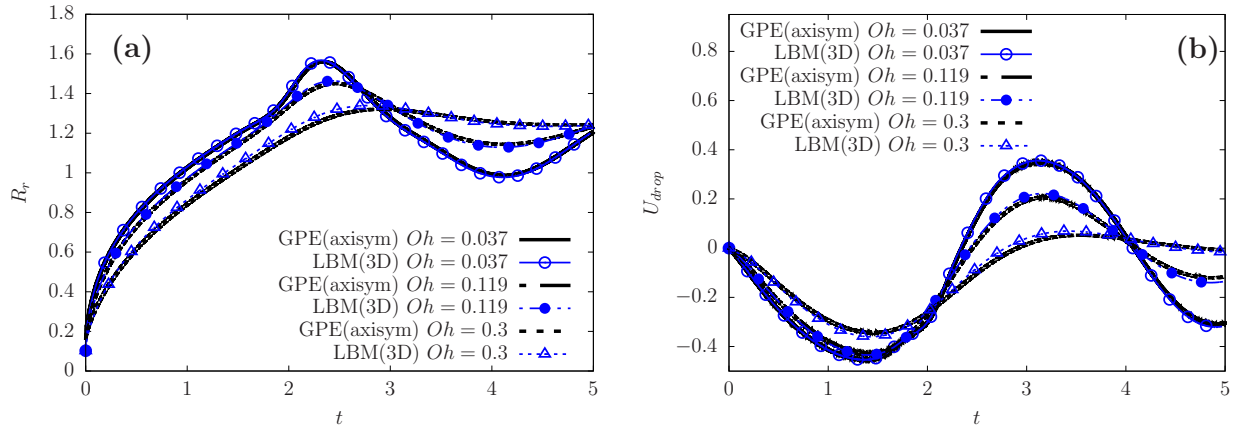 1.8
1.6
1.4
1.2
1
0.8
0.6
0.4
0.2
0
R_r
(a)
GPE(axisym) Oh = 0.037
LBM(3D) Oh = 0.037
GPE(axisym) Oh = 0.119
LBM(3D) Oh = 0.119
GPE(axisym) Oh = 0.3
LBM(3D) Oh = 0.3
0 1 2 3 4 5
t
0.8
0.6
0.4
0.2
0
−0.2
−0.4
U_{drop}
GPE(axisym) Oh = 0.037
LBM(3D) Oh = 0.037
GPE(axisym) Oh = 0.119
LBM(3D) Oh = 0.119
GPE(axisym) Oh = 0.3
LBM(3D) Oh = 0.3
(b)
0 1 2 3 4 5
t